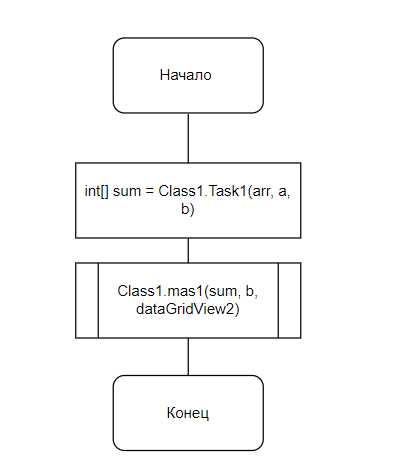 Начало
int[] sum = Class1.Task1(arr, a,
b)
Class1.mas1(sum, b,
dataGridView2)
Конец